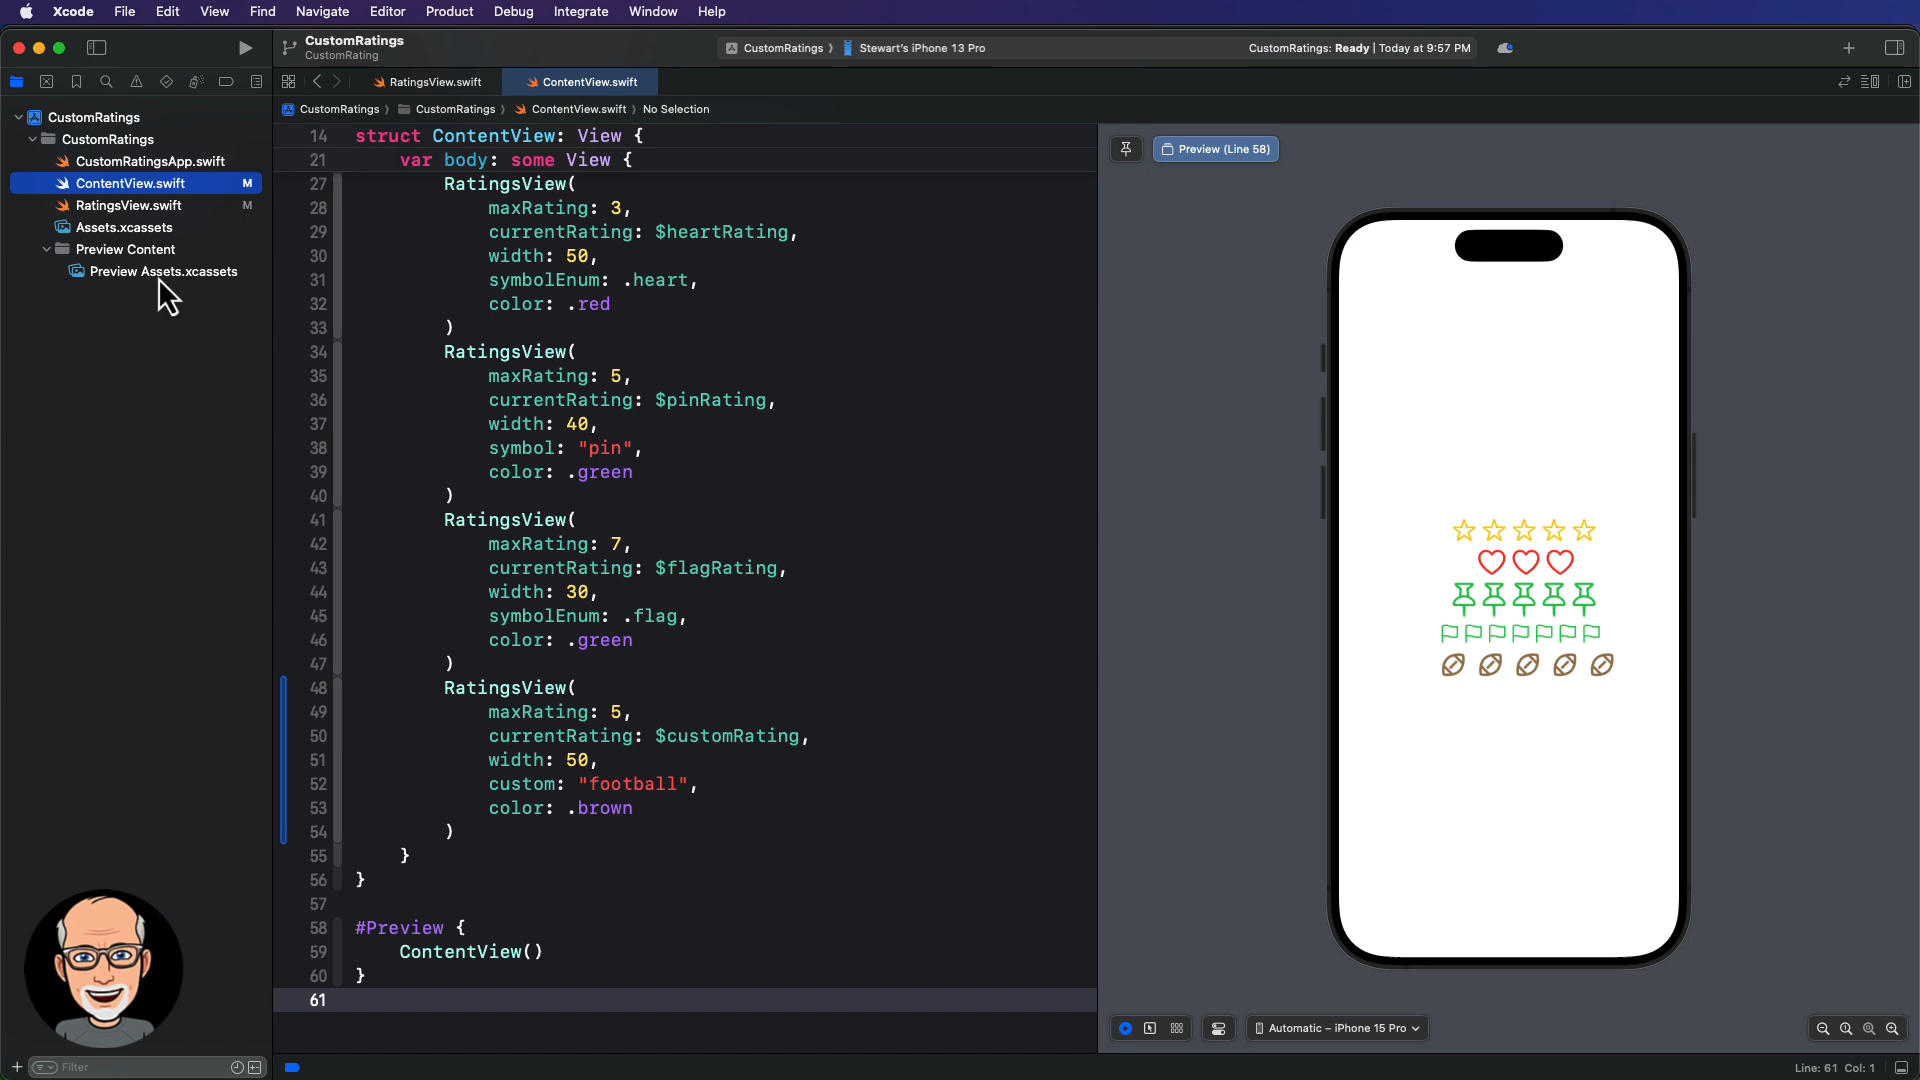 Xcode File Edit View Find Navigate Editor Product Debug Integrate Window Help
CustomRatings
CustomRating
CustomRatings 〉 Stewart's iPhone 13 Pro
CustomRatings: Ready | Today at 9:57 PM
RatingsView.swift
ContentView.swift
CustomRatings 〉 CustomRatings 〉 ContentView.swift 〉 No Selection
CustomRatings
CustomRatings
CustomRatingsApp.swift
ContentView.swift M
RatingsView.swift M
Assets.xcassets
Preview Content
Preview Assets.xcassets
Filter
14 struct ContentView: View {
21 var body: some View {
27 RatingsView(
28 maxRating: 3,
29 currentRating: $heartRating,
30 width: 50,
31 symbolEnum: .heart,
32 color: .red
33 )
34 RatingsView(
35 maxRating: 5,
36 currentRating: $pinRating,
37 width: 40,
38 symbol: "pin",
39 color: .green
40 )
41 RatingsView(
42 maxRating: 7,
43 currentRating: $flagRating,
44 width: 30,
45 symbolEnum: .flag,
46 color: .green
47 )
48 RatingsView(
49 maxRating: 5,
50 currentRating: $customRating,
51 width: 50,
52 custom: "football",
53 color: .brown
54 )
55 }
56 }
57
58 #Preview {
59 ContentView()
60 }
61
Preview (Line 58)
Automatic – iPhone 15 Pro
Line: 61 Col: 1